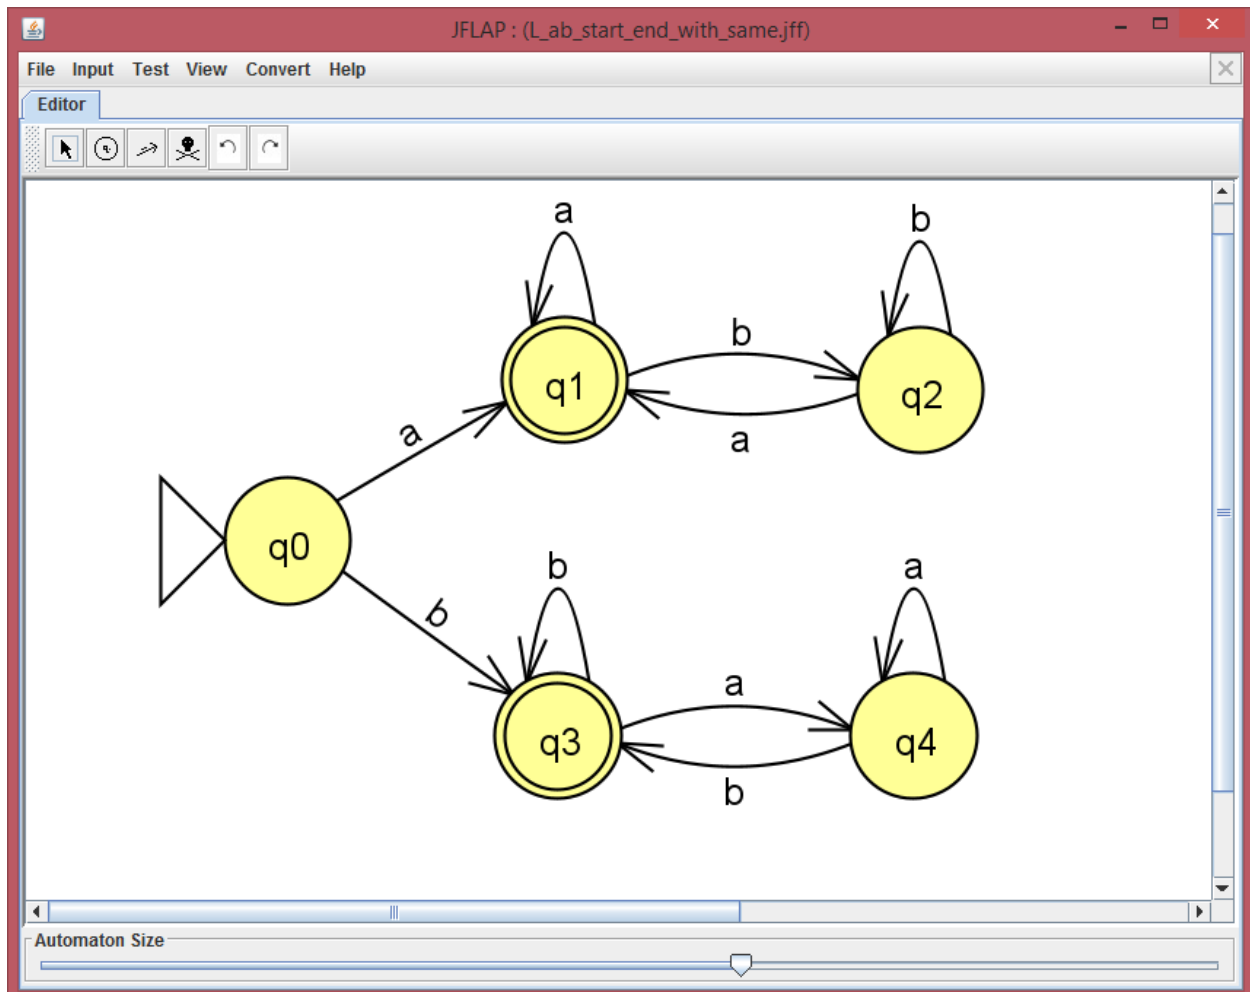 JFLAP : (L_ab_start_end_with_same.jff)
File Input Test View Convert Help
Editor
a
b
q1
b
q2
a
a
q0
b
b
a
q3
a
q4
b
Automaton Size